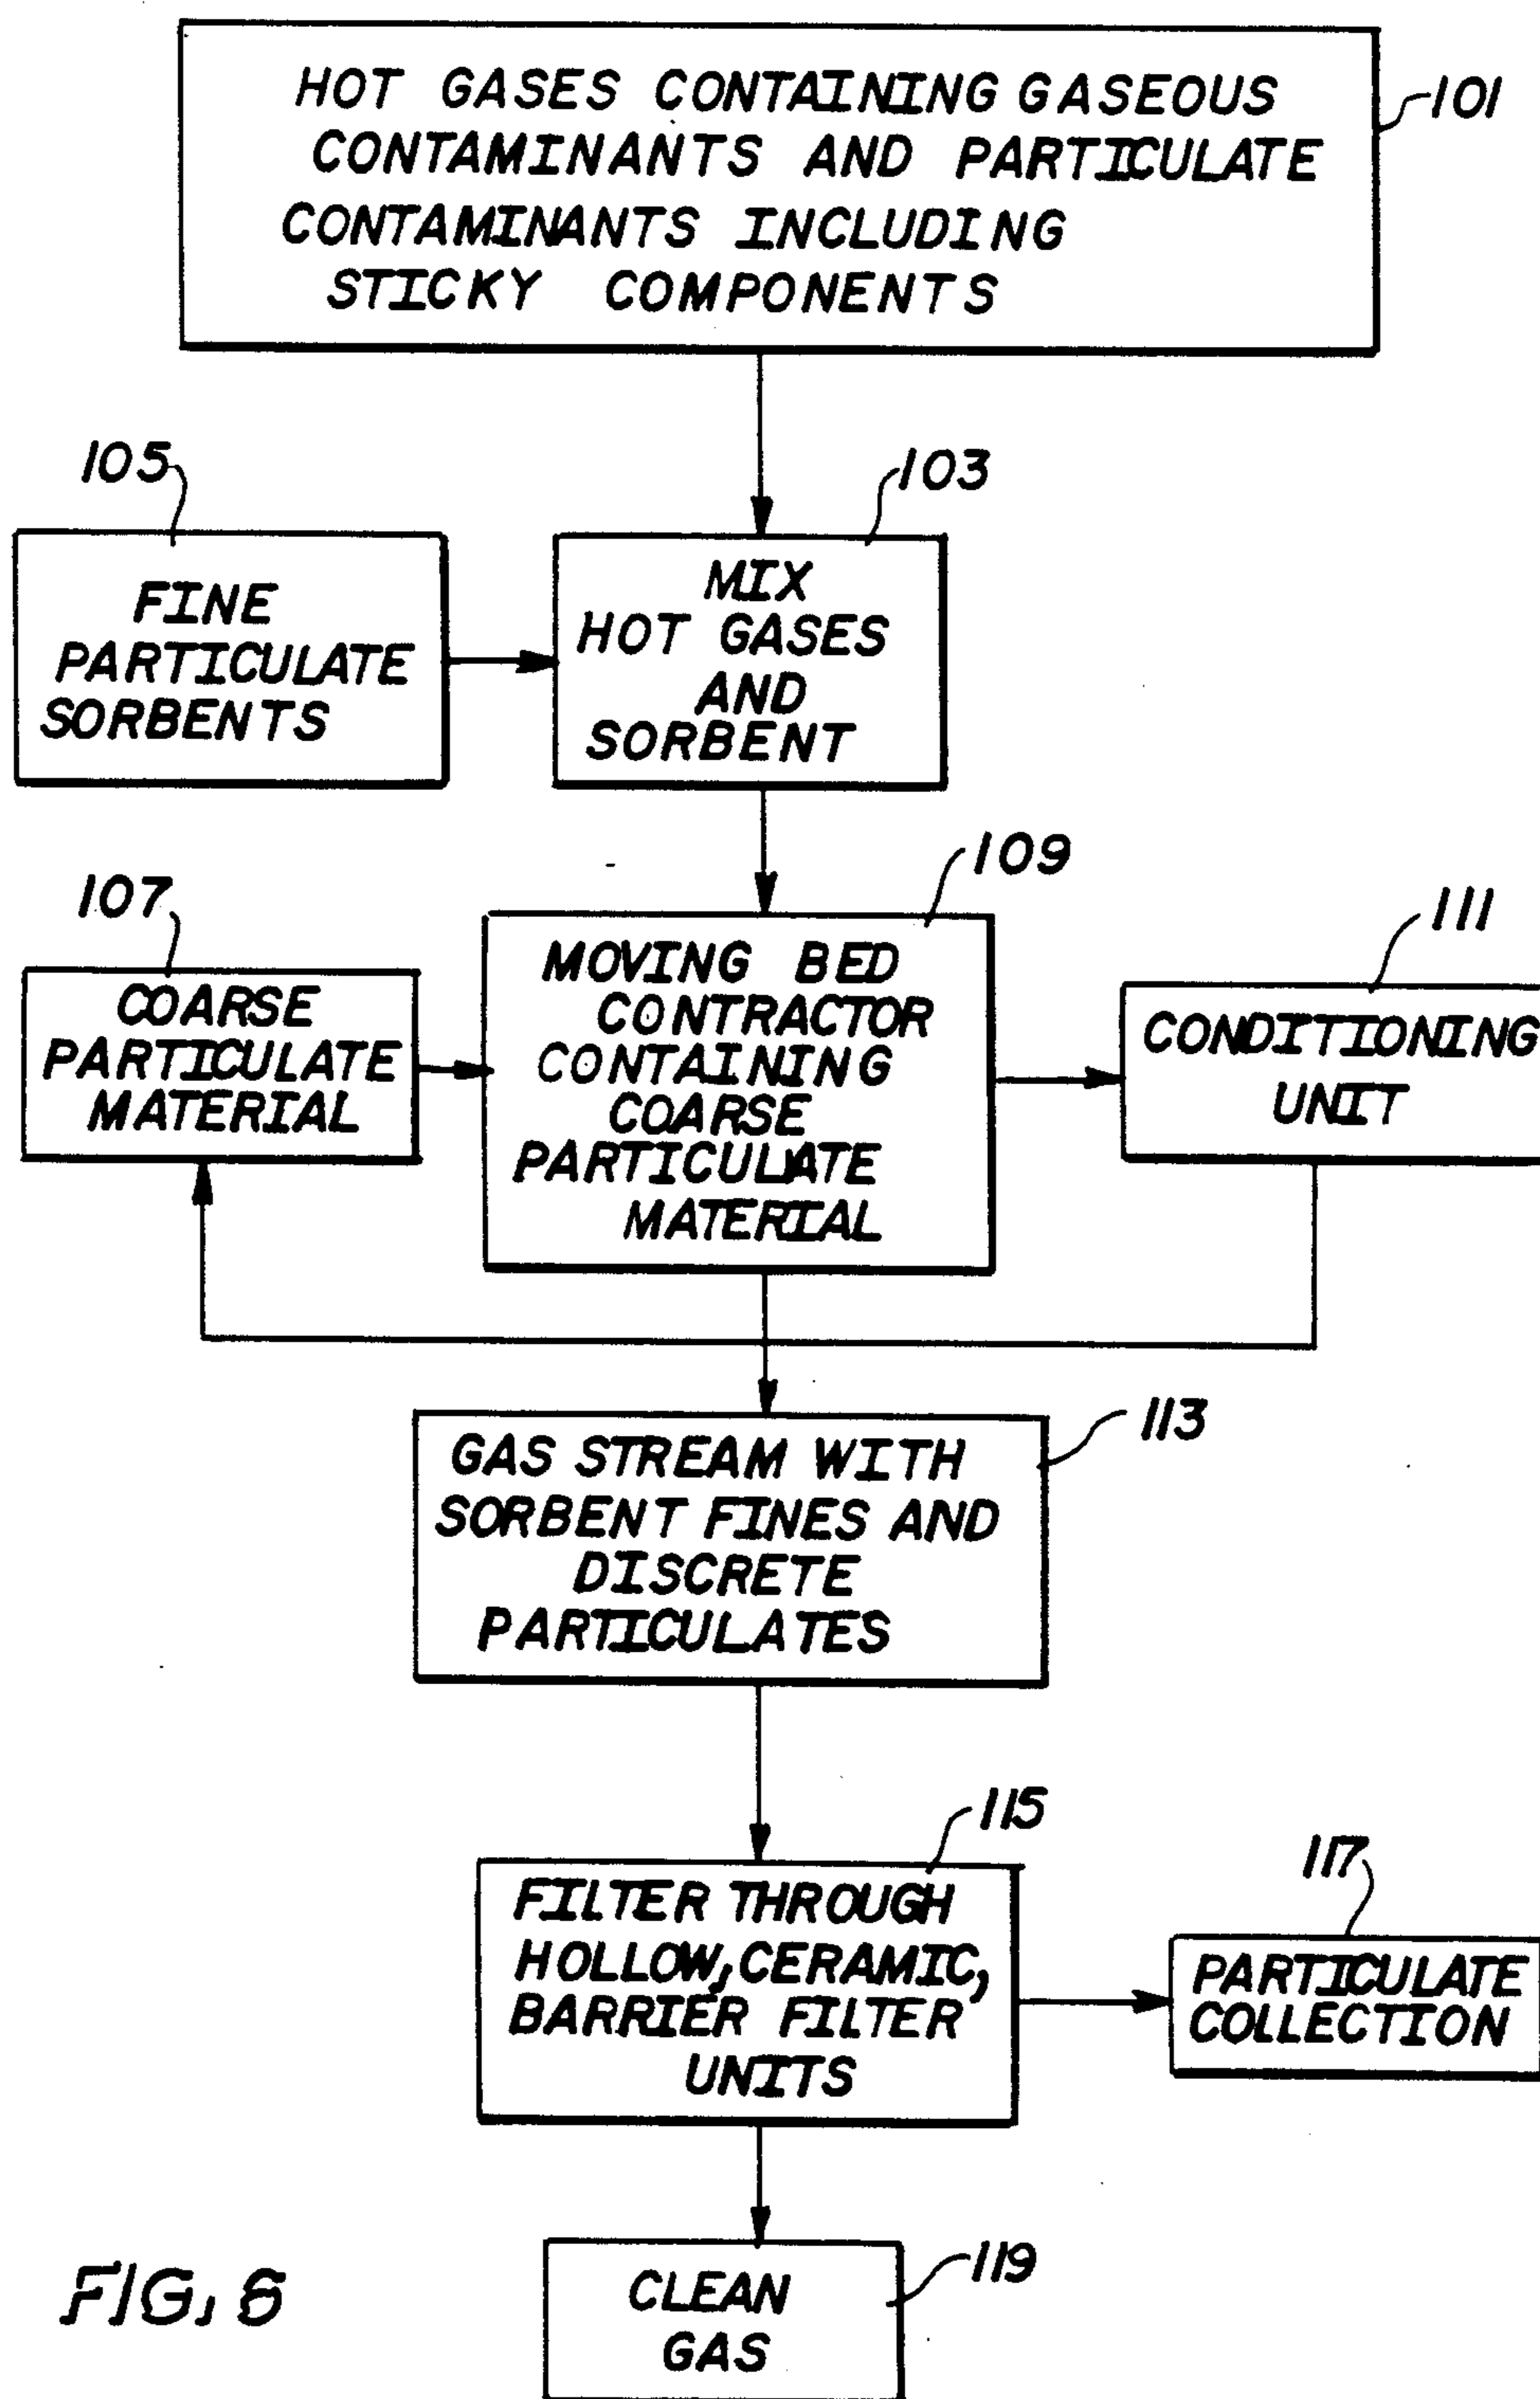 HOT GASES CONTAINING GASEOUS
CONTAMINANTS AND PARTICULATE
CONTAMINANTS INCLUDING
STICKY COMPONENTS
101
105
103
FINE
PARTICULATE
SORBENTS
MIX
HOT GASES
AND
SORBENT
107
109
111
COARSE
PARTICULATE
MATERIAL
MOVING BED
CONTRACTOR
CONTAINING
COARSE
PARTICULATE
MATERIAL
CONDITIONING
UNIT
113
GAS STREAM WITH
SORBENT FINES AND
DISCRETE
PARTICULATES
115
117
FILTER THROUGH
HOLLOW, CERAMIC,
BARRIER FILTER
UNITS
PARTICULATE
COLLECTION
119
CLEAN
GAS
FIG. 6